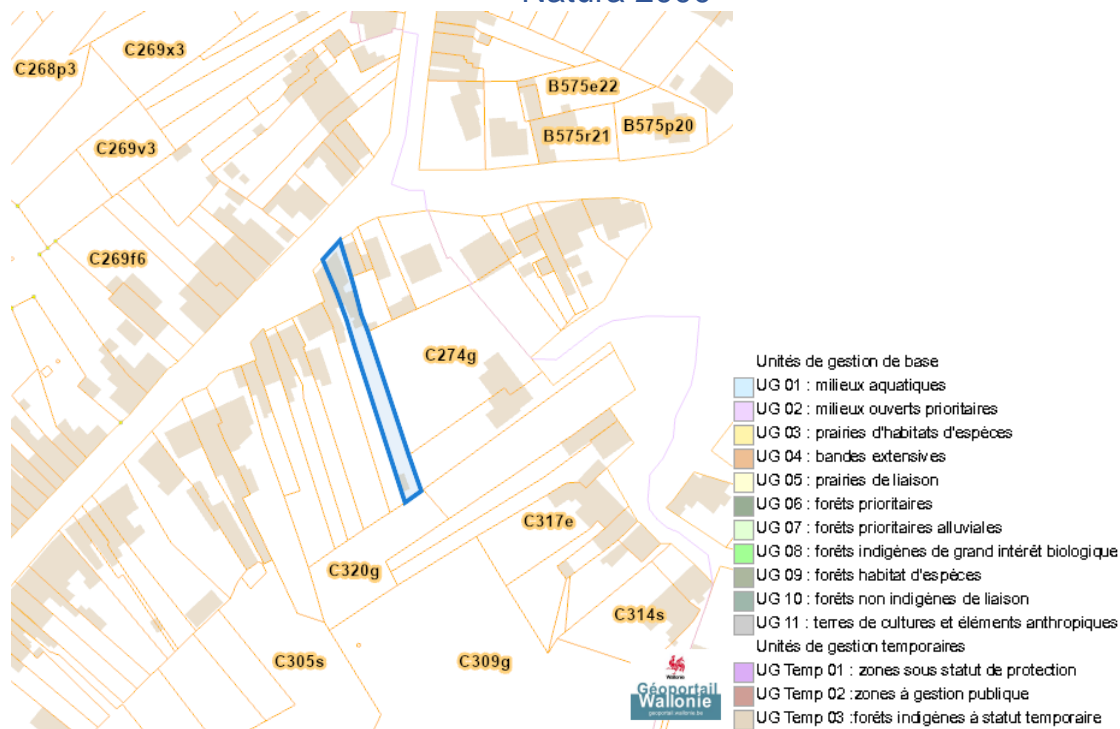 Natura 2000
C268p3
C269x3
B575e22
B575r21
B575p20
C269v3
C269f6
C274g
C317e
C320g
C314s
C305s
C309g
Wallonie
Géoportail
Wallonie
geoportail.wallonie.be
Unités de gestion de base
UG 01 : milieux aquatiques
UG 02 : milieux ouverts prioritaires
UG 03 : prairies d'habitats d'espèces
UG 04 : bandes extensives
UG 05 : prairies de liaison
UG 06 : forêts prioritaires
UG 07 : forêts prioritaires alluviales
UG 08 : forêts indigènes de grand intérêt biologique
UG 09 : forêts habitat d'espèces
UG 10 : forêts non indigènes de liaison
UG 11 : terres de cultures et éléments anthropiques
Unités de gestion temporaires
UG Temp 01 : zones sous statut de protection
UG Temp 02 :zones à gestion publique
UG Temp 03 :forêts indigènes à statut temporaire